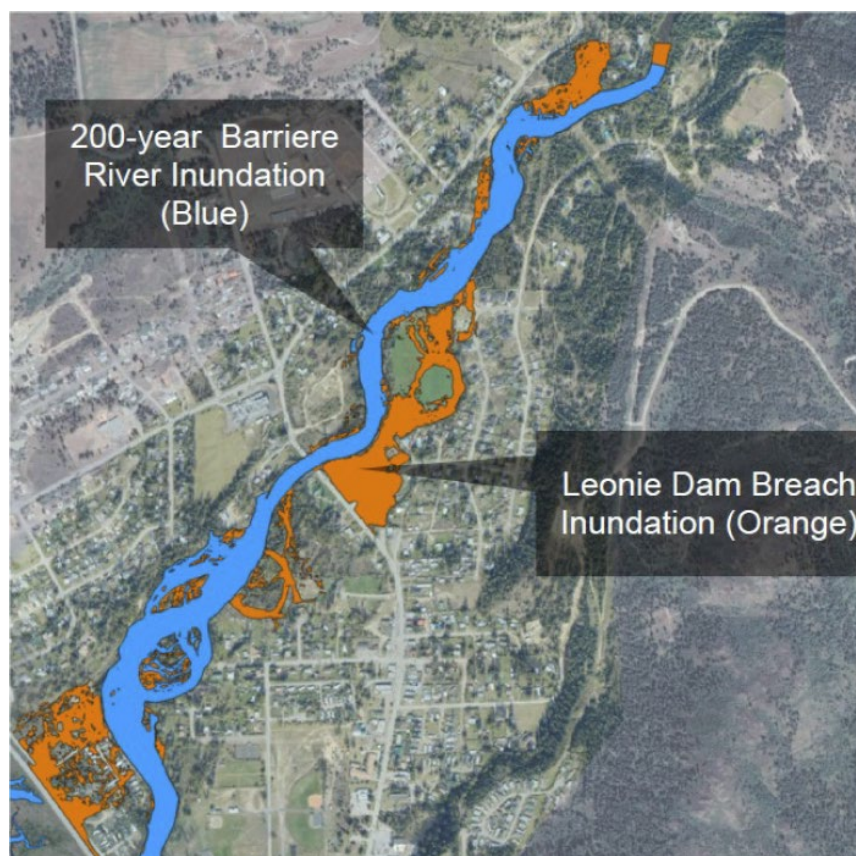 200-year Barriere
River Inundation
(Blue)
Leonie Dam Breach
Inundation (Orange)